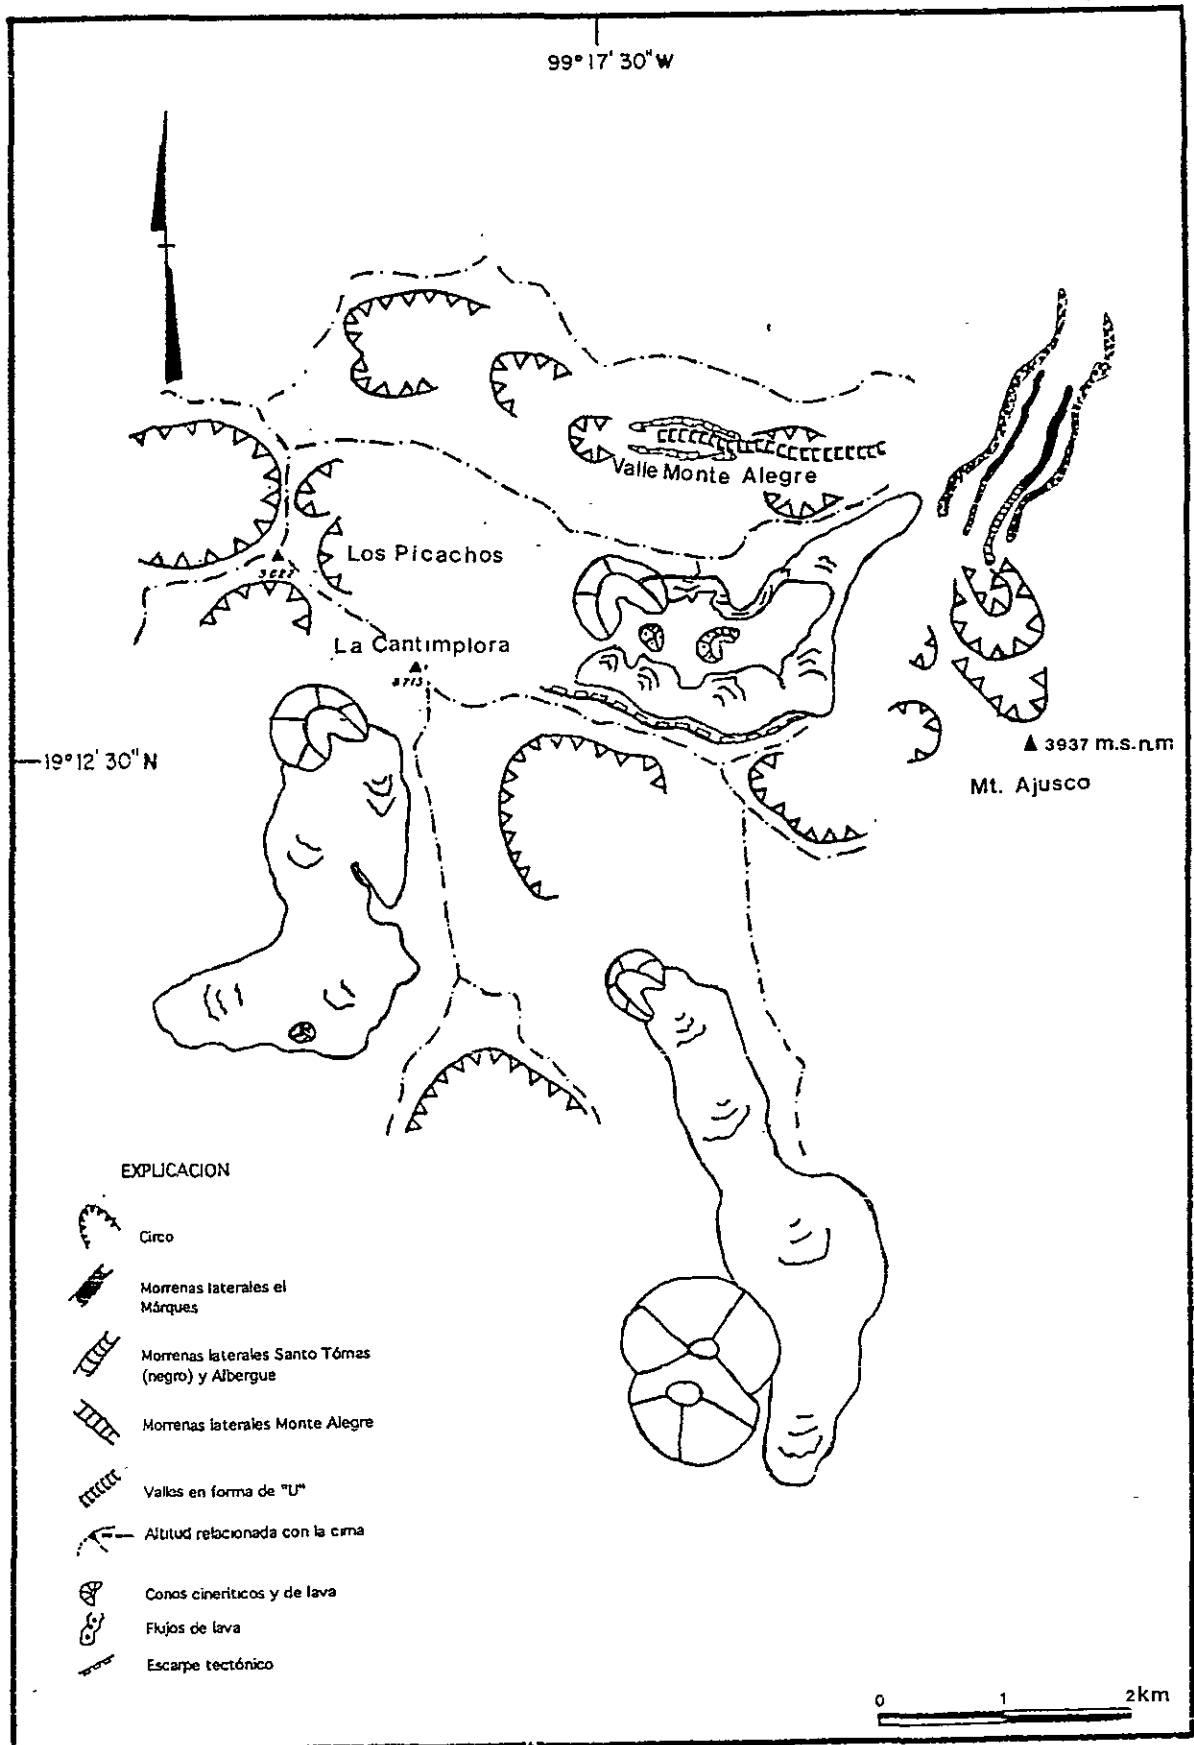 99°17'30"W
Valle Monte Alegre
Los Picachos
La Cantimplora
3713
19°12'30"N
3937 m.s.n.m
Mt. Ajusco
EXPLICACION
Circo
Morrenas laterales el
Márques
Morrenas laterales Santo Tómas
(negro) y Albergue
Morrenas laterales Monte Alegre
Valles en forma de "U"
Altitud relacionada con la cima
Conos cineriticos y de lava
Flujos de lava
Escarpe tectónico
0 1 2km